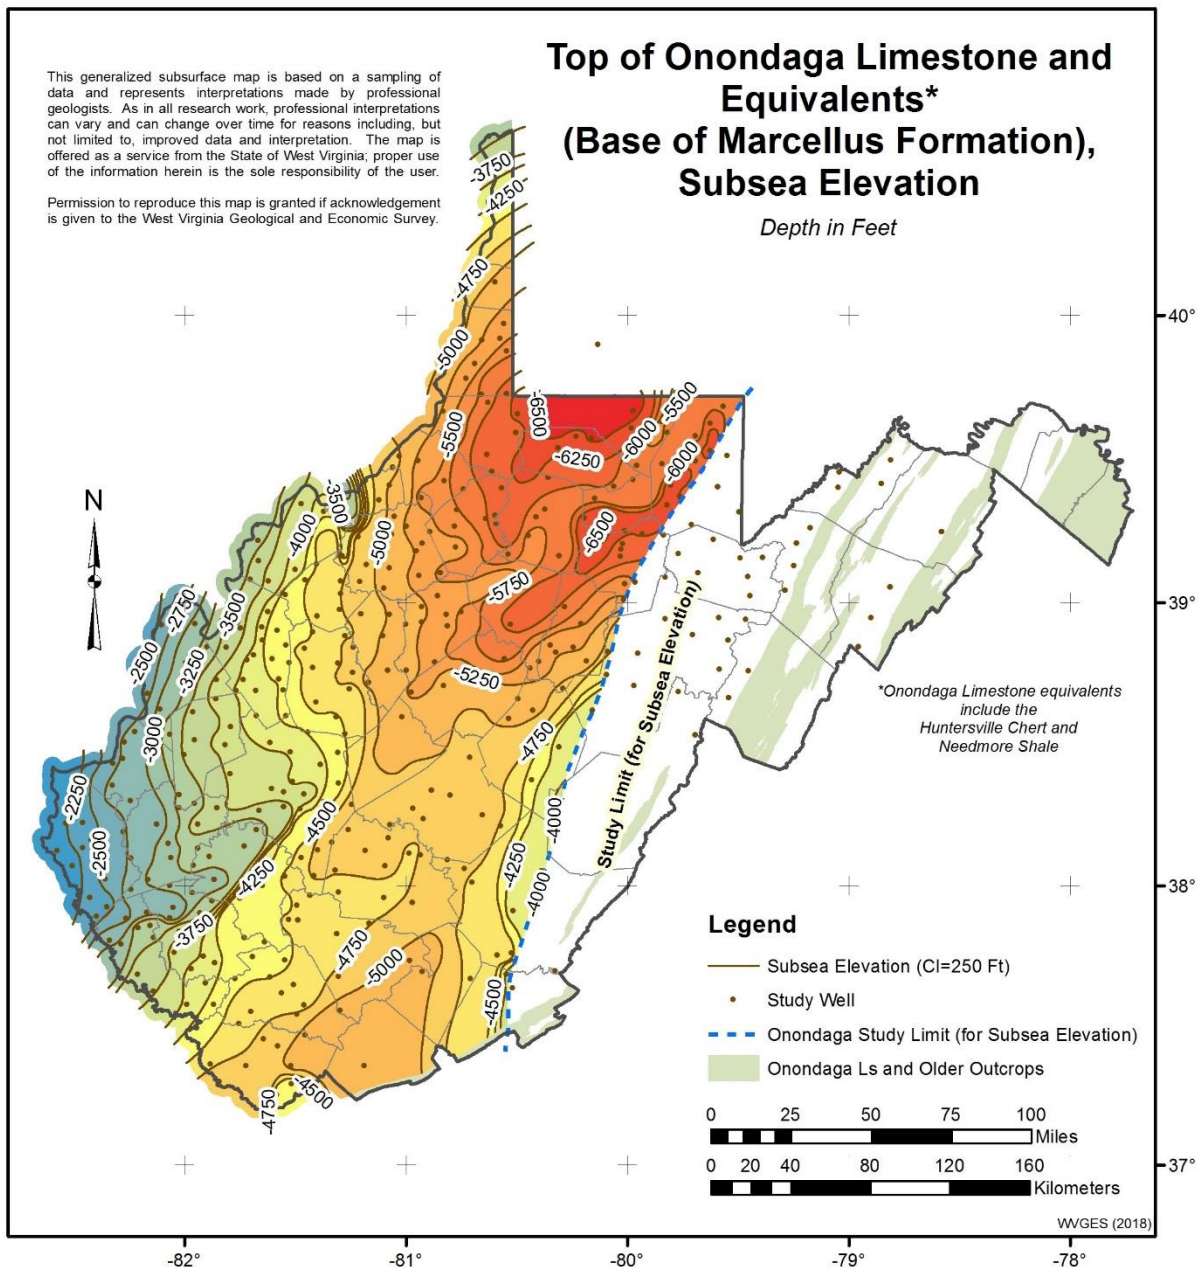 Top of Onondaga Limestone and
Equivalents*
(Base of Marcellus Formation),
Subsea Elevation
Depth in Feet
This generalized subsurface map is based on a sampling of
data and represents interpretations made by professional
geologists. As in all research work, professional interpretations
can vary and can change over time for reasons including, but
not limited to, improved data and interpretation. The map is
offered as a service from the State of West Virginia; proper use
of the information herein is the sole responsibility of the user.
Permission to reproduce this map is granted if acknowledgement
is given to the West Virginia Geological and Economic Survey.
-3750
-4250
-4750
-5000
40°
-6500
-5500
-5500
-6000
-6250
-6000
N
-3500
-4000
-5000
-6500
-5750
-2750
-3500
39°
-2500
-3250
-5250
Study Limit (for Subsea Elevation)
*Onondaga Limestone equivalents
include the
Huntersville Chert and
Needmore Shale
-3000
-4750
-2250
-4500
-4000
-2500
-4250
-4250
-4000
38°
-3750
-4750
-5000
-4500
-4500
-4750
Legend
Subsea Elevation (CI=250 Ft)
Study Well
Onondaga Study Limit (for Subsea Elevation)
Onondaga Ls and Older Outcrops
0 25 50 75 100
Miles
0 20 40 80 120 160
Kilometers
37°
WVGES (2018)
-82° -81° -80° -79° -78°